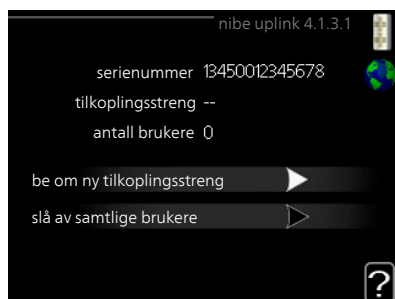 nibe uplink 4.1.3.1
serienummer 13450012345678
tilkoplingsstreng --
antall brukere 0
be om ny tilkoplingsstreng
slå av samtlige brukere
?